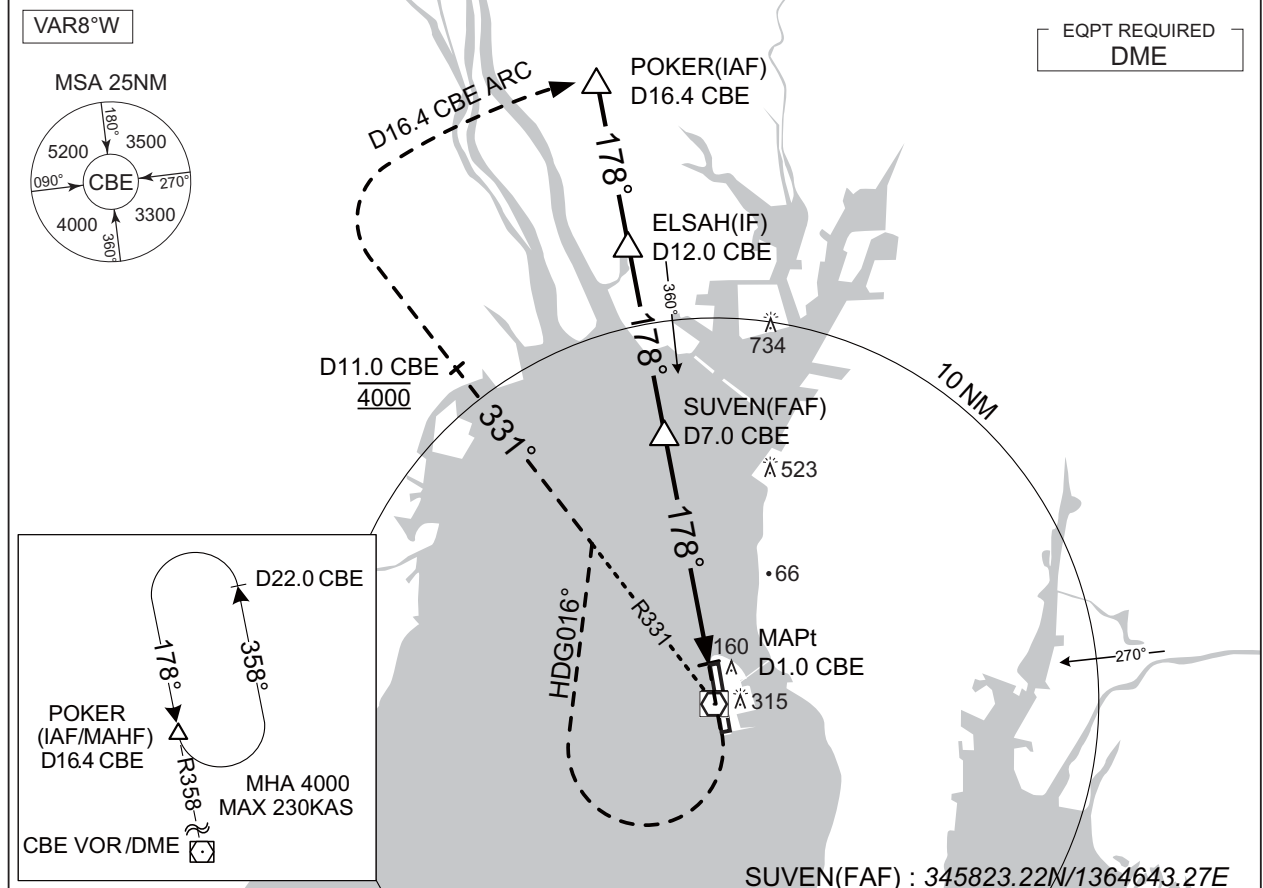 VAR8°W
EQPT REQUIRED
DME
MSA 25NM
180°
5200
3500
090°
CBE
270°
4000
3300
360°
D16.4 CBE ARC
POKER(IAF)
D16.4 CBE
178°
ELSAH(IF)
D12.0 CBE
360°
178°
734
D11.0 CBE
4000
10 NM
331°
SUVEN(FAF)
D7.0 CBE
523
178°
66
HDG016°
R331
160
MAPt
D1.0 CBE
315
270°
D22.0 CBE
178°
358°
POKER
(IAF/MAHF)
D16.4 CBE
R358
MHA 4000
MAX 230KAS
CBE VOR/DME
SUVEN(FAF) : 345823.22N/1364643.27E